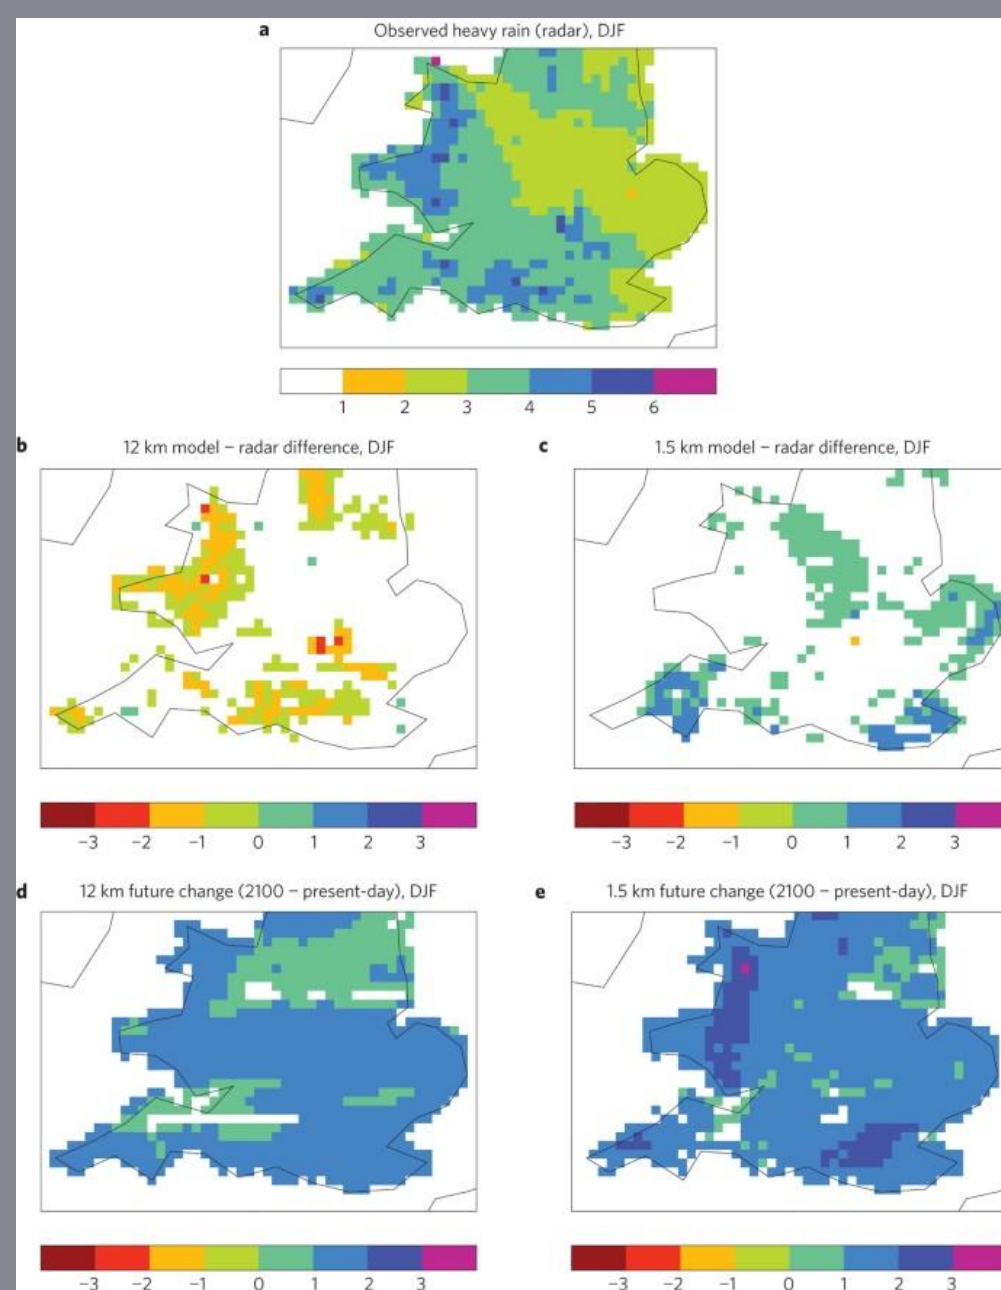 a Observed heavy rain (radar), DJF
1 2 3 4 5 6
b 12 km model – radar difference, DJF
c 1.5 km model – radar difference, DJF
−3 −2 −1 0 1 2 3
−3 −2 −1 0 1 2 3
d 12 km future change (2100 – present-day), DJF
e 1.5 km future change (2100 – present-day), DJF
−3 −2 −1 0 1 2 3
−3 −2 −1 0 1 2 3